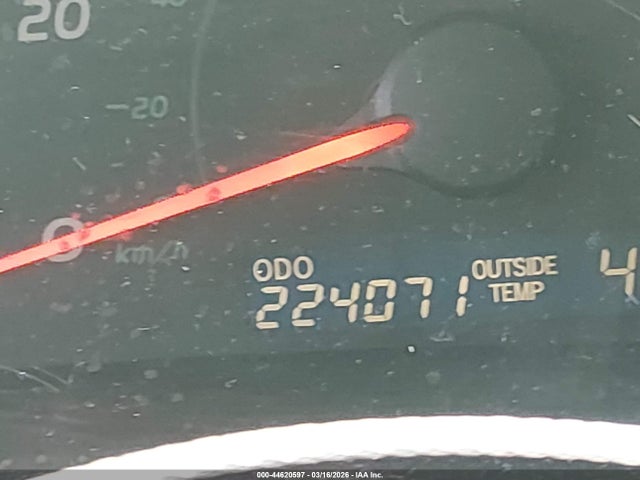 20
20
0
km/h
ODO
224071
OUTSIDE
TEMP
4
000-44620597 - 03/16/2026 - IAA Inc.